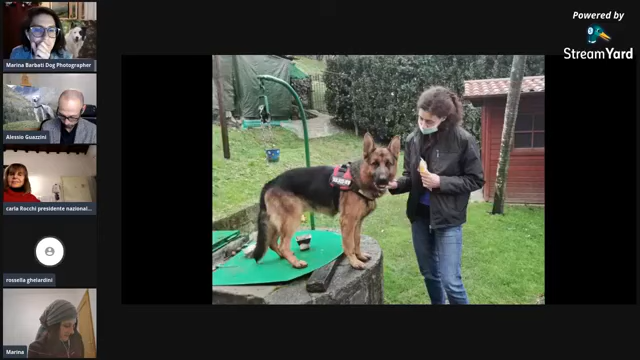 Powered by
StreamYard
Marina Barbati Dog Photographer
Alessio Guazzini
carla Rocchi presidente nazional...
rossella ghelardini
Marina